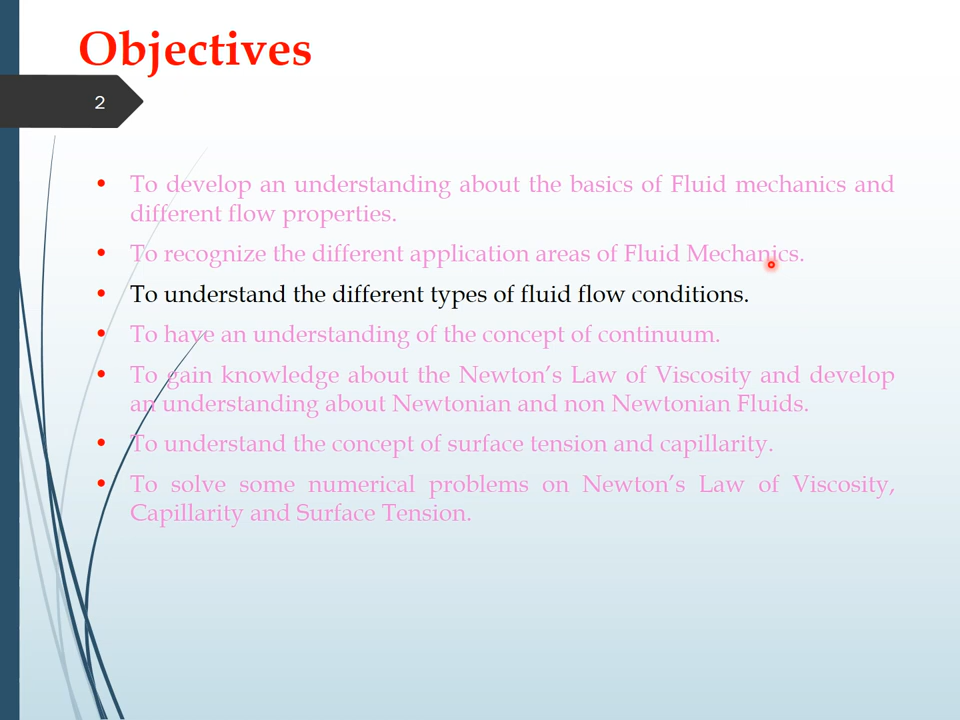 Objectives
2
• To develop an understanding about the basics of Fluid mechanics and
different flow properties.
• To recognize the different application areas of Fluid Mechanics.
• To understand the different types of fluid flow conditions.
• To have an understanding of the concept of continuum.
• To gain knowledge about the Newton’s Law of Viscosity and develop
an understanding about Newtonian and non Newtonian Fluids.
• To understand the concept of surface tension and capillarity.
• To solve some numerical problems on Newton’s Law of Viscosity,
Capillarity and Surface Tension.